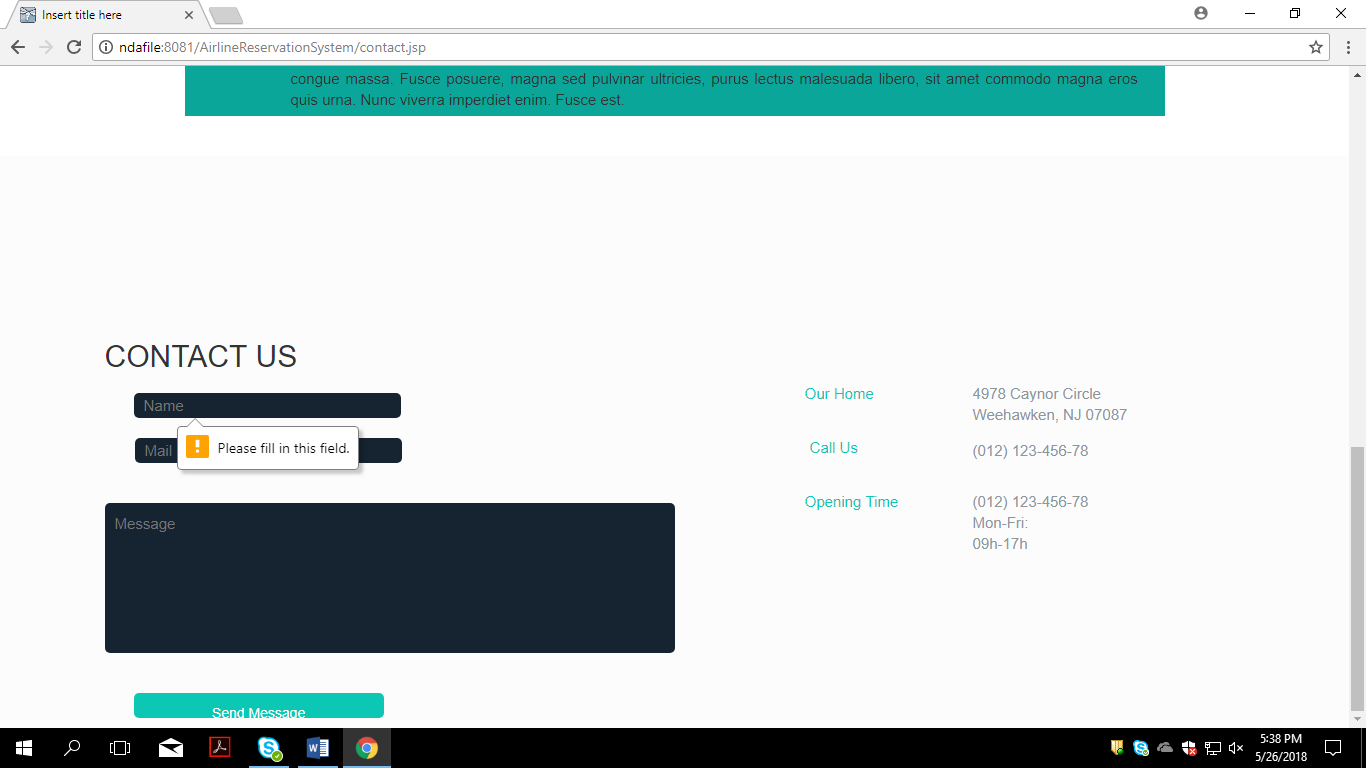 Insert title here
ndafile:8081/AirlineReservationSystem/contact.jsp
congue massa. Fusce posuere, magna sed pulvinar ultricies, purus lectus malesuada libero, sit amet commodo magna eros
quis urna. Nunc viverra imperdiet enim. Fusce est.
CONTACT US
Name
Mail
Please fill in this field.
Message
Send Message
Our Home
4978 Caynor Circle
Weehawken, NJ 07087
Call Us
(012) 123-456-78
Opening Time
(012) 123-456-78
Mon-Fri:
09h-17h
5:38 PM
5/26/2018